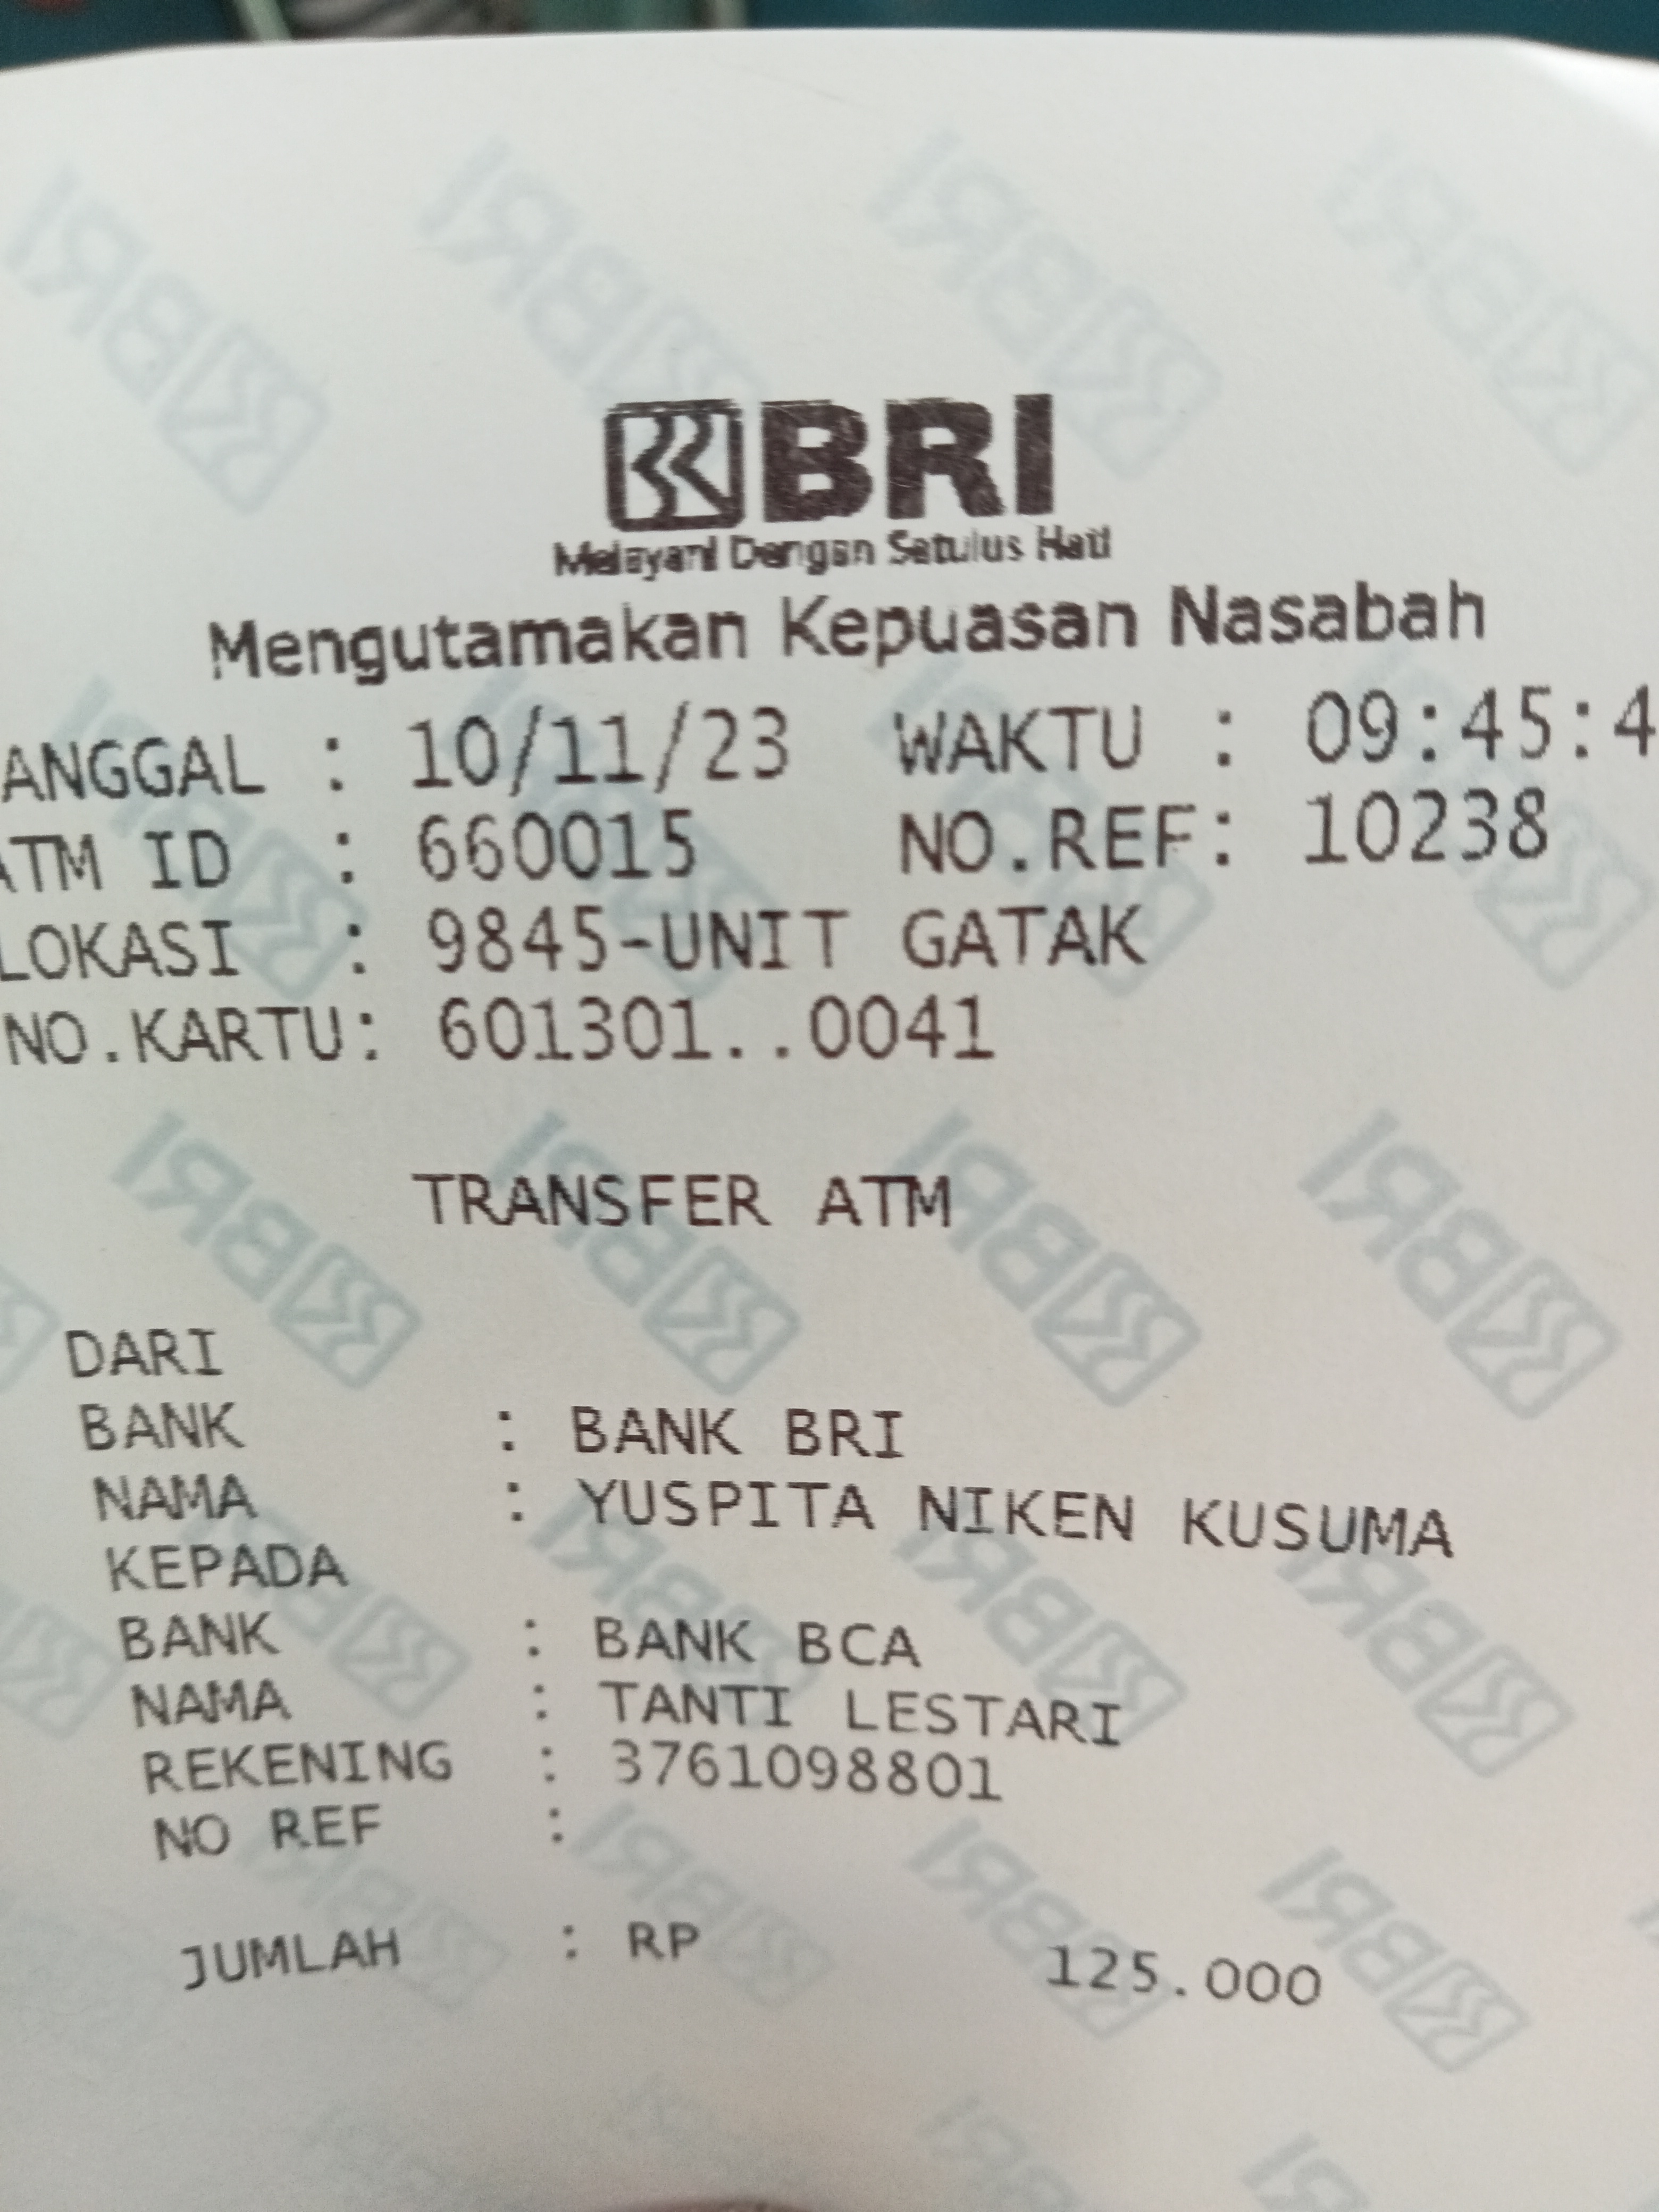 BRI
Melayani Dengan Setulus Hati
Mengutamakan Kepuasan Nasabah
ANGGAL : 10/11/23 WAKTU : 09:45:4
ATM ID : 660015 NO.REF: 10238
LOKASI : 9845-UNIT GATAK
NO.KARTU: 601301..0041
TRANSFER ATM
DARI
BANK : BANK BRI
NAMA : YUSPITA NIKEN KUSUMA
KEPADA
BANK : BANK BCA
NAMA : TANTI LESTARI
REKENING : 3761098801
NO REF :
JUMLAH : RP 125.000